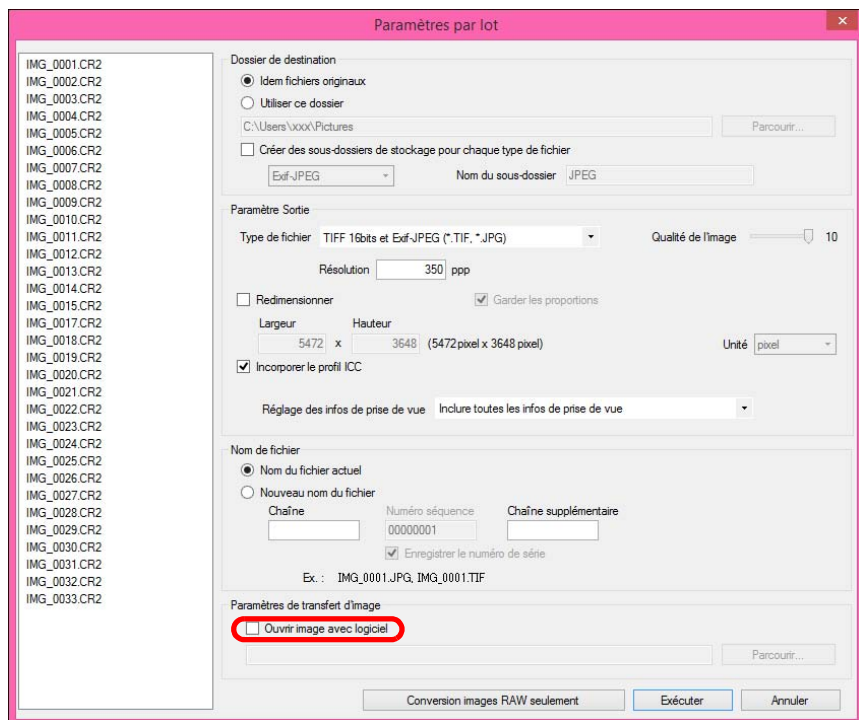 Paramètres par lot
IMG_0001.CR2
IMG_0002.CR2
IMG_0003.CR2
IMG_0004.CR2
IMG_0005.CR2
IMG_0006.CR2
IMG_0007.CR2
IMG_0008.CR2
IMG_0009.CR2
IMG_0010.CR2
IMG_0011.CR2
IMG_0012.CR2
IMG_0013.CR2
IMG_0014.CR2
IMG_0015.CR2
IMG_0017.CR2
IMG_0018.CR2
IMG_0019.CR2
IMG_0020.CR2
IMG_0021.CR2
IMG_0022.CR2
IMG_0023.CR2
IMG_0024.CR2
IMG_0025.CR2
IMG_0026.CR2
IMG_0027.CR2
IMG_0028.CR2
IMG_0029.CR2
IMG_0030.CR2
IMG_0031.CR2
IMG_0032.CR2
IMG_0033.CR2
Dossier de destination
Idem fichiers originaux
Utiliser ce dossier
C:\Users\xxx\Pictures Parcourir...
Créer des sous-dossiers de stockage pour chaque type de fichier
Exif-JPEG Nom du sous-dossier JPEG
Paramètre Sortie
Type de fichier TIFF 16bits et Exif-JPEG (*.TIF, *.JPG) Qualité de l'image 10
Résolution 350 ppp
Redimensionner Garder les proportions
Largeur Hauteur
5472 x 3648 (5472 pixel x 3648 pixel) Unité pixel
Incorporer le profil ICC
Réglage des infos de prise de vue Inclure toutes les infos de prise de vue
Nom de fichier
Nom du fichier actuel
Nouveau nom du fichier
Chaîne Numéro séquence Chaîne supplémentaire
00000001
Enregistrer le numéro de série
Ex. : IMG_0001.JPG, IMG_0001.TIF
Paramètres de transfert d'image
Ouvrir image avec logiciel
Parcourir...
Conversion images RAW seulement Exécuter Annuler